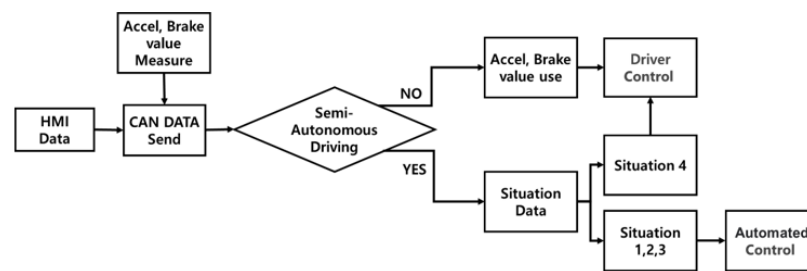 Accel, Brake
value
Measure
HMI
Data
CAN DATA
Send
Semi-
Autonomous
Driving
NO
Accel, Brake
value use
Driver
Control
YES
Situation
Data
Situation 4
Situation
1,2,3
Automated
Control